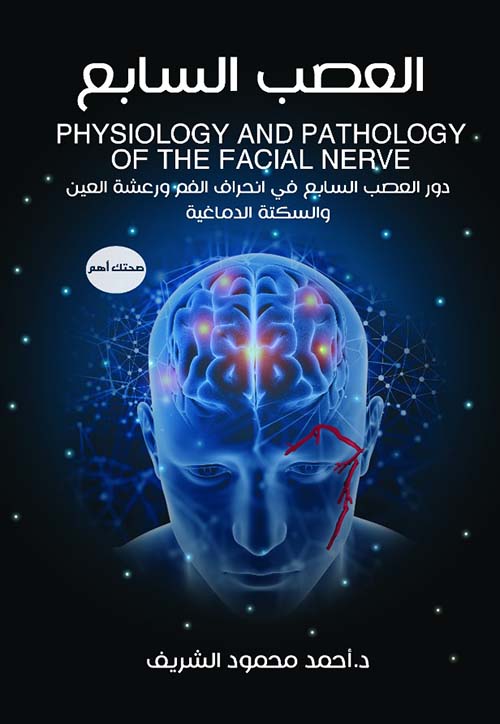 العصب السابع
PHYSIOLOGY AND PATHOLOGY
OF THE FACIAL NERVE
دور العصب السابع في انحراف الفم ورعشة العين
والسكتة الدماغية
صحتك أهم
د.أحمد محمود الشريف